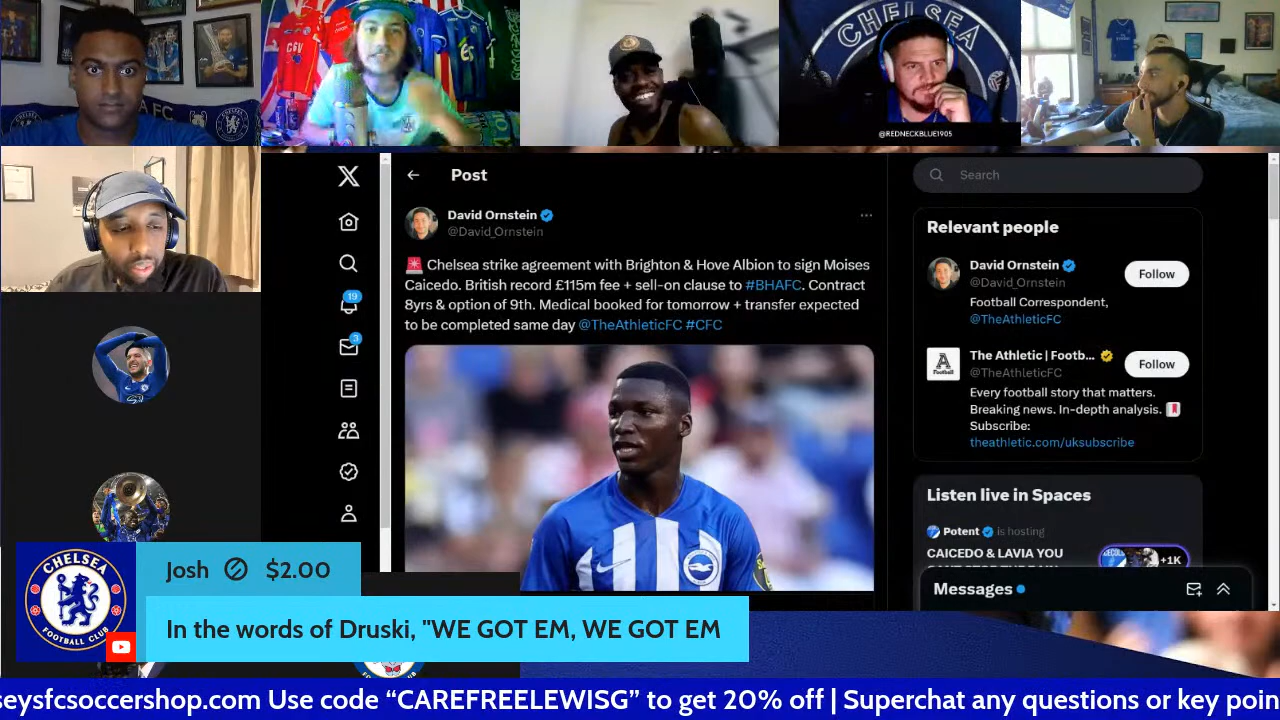 CHELSEA
@REDNECKBLUE1905
Post
Search
David Ornstein
@David_Ornstein
🚨 Chelsea strike agreement with Brighton & Hove Albion to sign Moises
Caicedo. British record £115m fee + sell-on clause to #BHAFC. Contract
8yrs & option of 9th. Medical booked for tomorrow + transfer expected
to be completed same day @TheAthleticFC #CFC
19
3
Relevant people
David Ornstein
@David_Ornstein
Follow
Football Correspondent,
@TheAthleticFC
The Athletic | Footb...
@TheAthleticFC
Follow
Every football story that matters.
Breaking news. In-depth analysis.
Subscribe:
theathletic.com/uksubscribe
Listen live in Spaces
Potent is hosting
CAICEDO & LAVIA YOU
+1K
Messages
CHELSEA
FOOTBALL CLUB
Josh $2.00
In the words of Druski, "WE GOT EM, WE GOT EM
seysfcsoccershop.com Use code “CAREFREELEWISG” to get 20% off | Superchat any questions or key poin